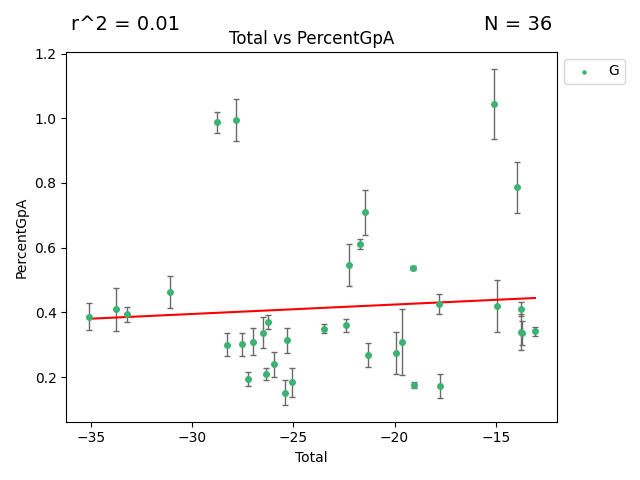 r^2 = 0.01
N = 36
Total vs PercentGpA
G
PercentGpA
1.2
1.0
0.8
0.6
0.4
0.2
−35
−30
−25
−20
−15
Total